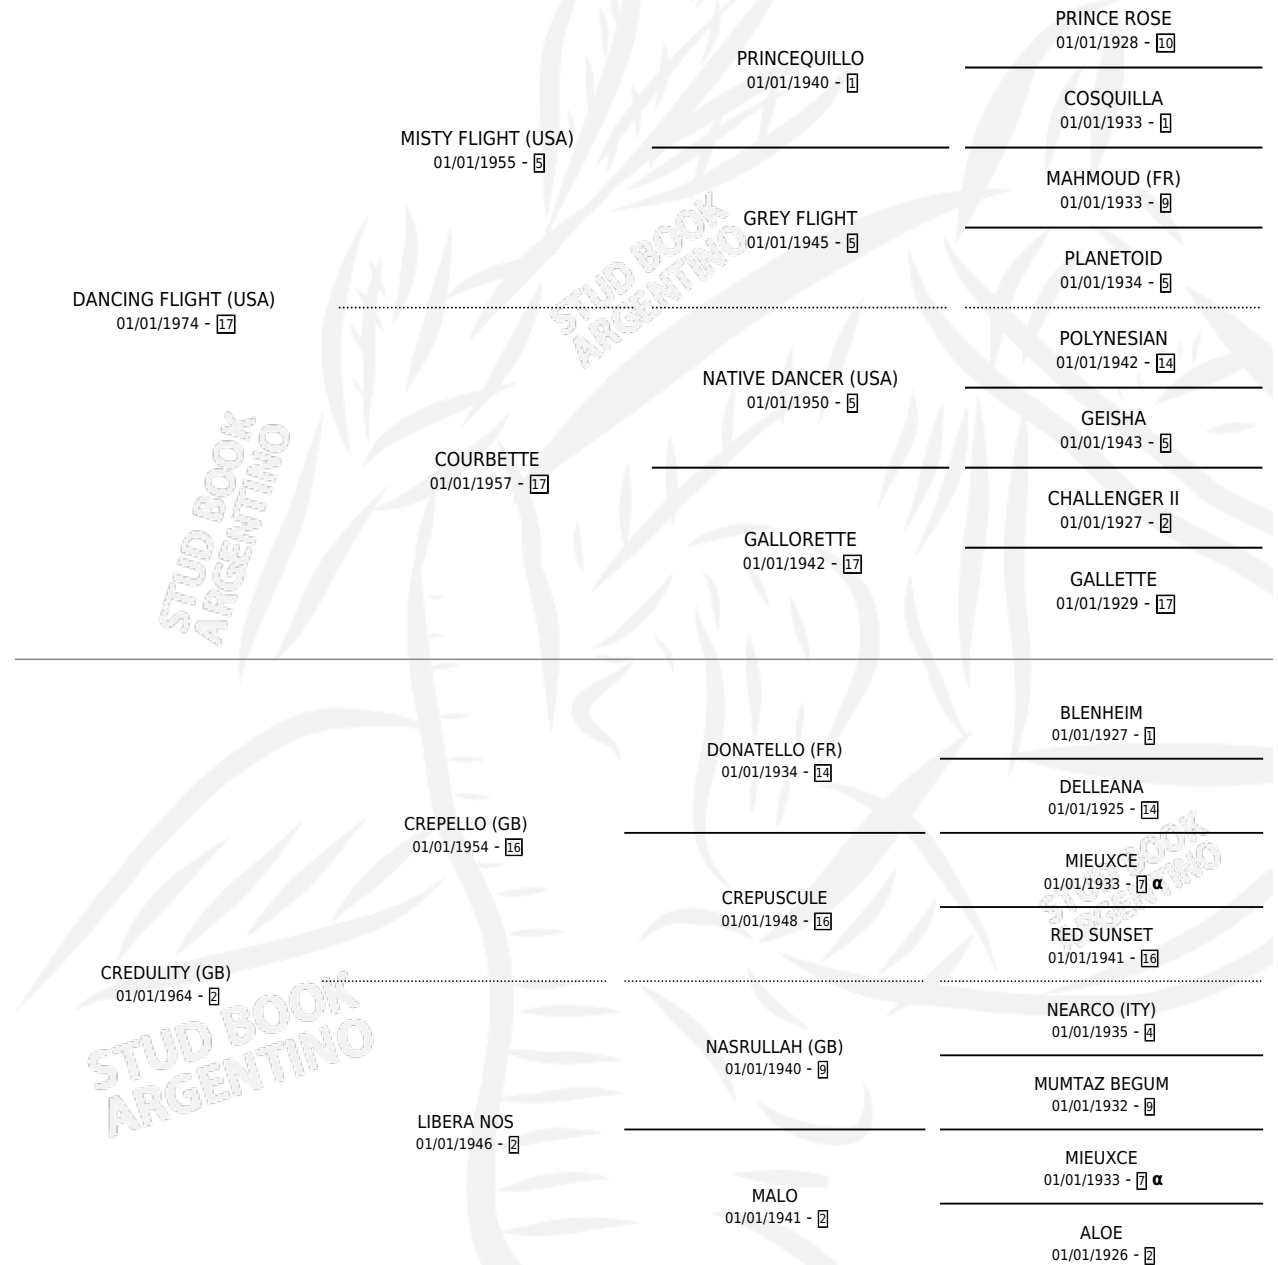 PRINCE ROSE
01/01/1928 - 10
PRINCEQUILLO
01/01/1940 - 1
COSQUILLA
01/01/1933 - 1
MISTY FLIGHT (USA)
01/01/1955 - 5
MAHMOUD (FR)
01/01/1933 - 9
GREY FLIGHT
01/01/1945 - 5
PLANETOID
01/01/1934 - 5
DANCING FLIGHT (USA)
01/01/1974 - 17
POLYNESIAN
01/01/1942 - 14
NATIVE DANCER (USA)
01/01/1950 - 5
GEISHA
01/01/1943 - 5
COURBETTE
01/01/1957 - 17
CHALLENGER II
01/01/1927 - 2
GALLORETTE
01/01/1942 - 17
GALLETTE
01/01/1929 - 17
BLENHEIM
01/01/1927 - 1
DONATELLO (FR)
01/01/1934 - 14
DELLEANA
01/01/1925 - 14
CREPELLO (GB)
01/01/1954 - 16
MIEUXCE
01/01/1933 - 7 α
CREPUSCULE
01/01/1948 - 16
RED SUNSET
01/01/1941 - 16
CREDULITY (GB)
01/01/1964 - 2
NEARCO (ITY)
01/01/1935 - 4
NASRULLAH (GB)
01/01/1940 - 9
MUMTAZ BEGUM
01/01/1932 - 9
LIBERA NOS
01/01/1946 - 2
MIEUXCE
01/01/1933 - 7 α
MALO
01/01/1941 - 2
ALOE
01/01/1926 - 2
STUD BOOK
ARGENTINO
STUD BOOK
ARGENTINO
STUD BOOK
ARGENTINO
STUD BOOK
ARGENTINO